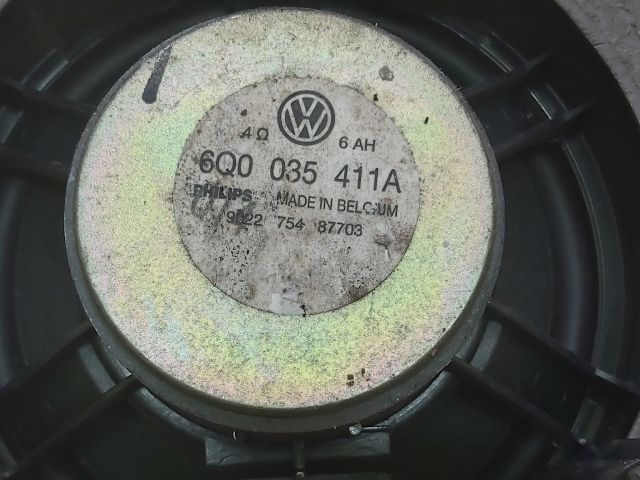 4Ω 6 AH
6Q0 035 411A
PHILIPS MADE IN BELGIUM
9022 754 87703